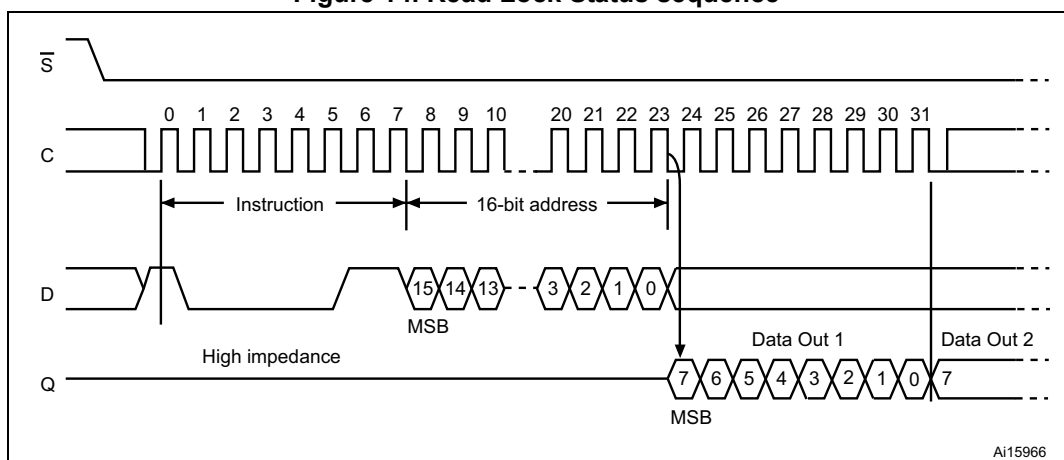 Figure Read Lock Status sequence
S
0 1 2 3 4 5 6 7 8 9 10 20 21 22 23 24 25 26 27 28 29 30 31
C
Instruction 16-bit address
D 15 14 13 3 2 1 0
MSB
High impedance Data Out 1 Data Out 2
Q 7 6 5 4 3 2 1 0 7
MSB
Ai15966